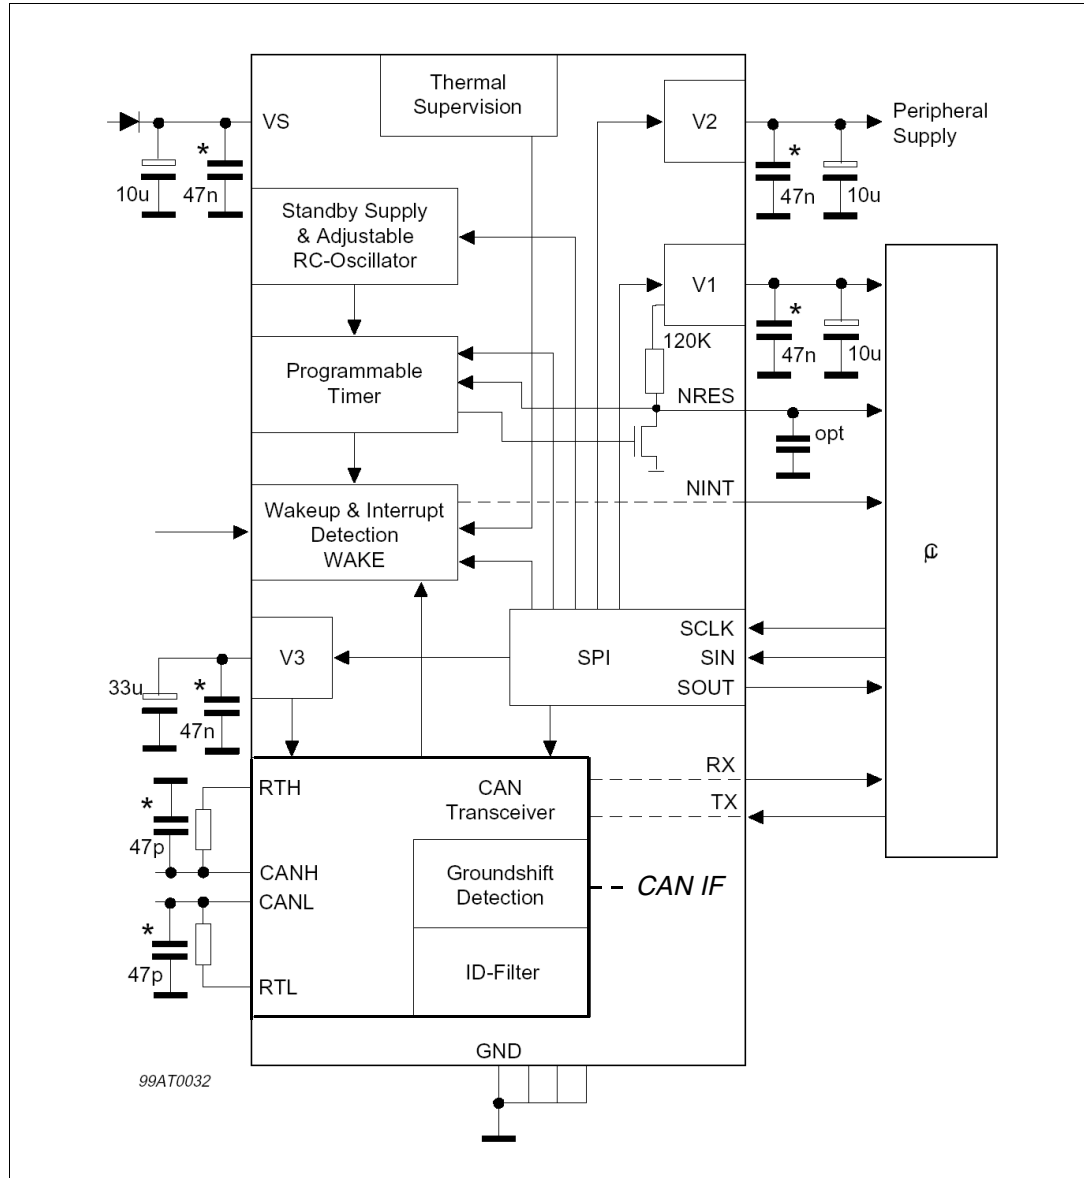 Thermal
Supervision
VS
V2
Peripheral
Supply
*
10u
47n
*
47n
10u
Standby Supply
& Adjustable
RC-Oscillator
V1
*
120K
47n
10u
Programmable
Timer
NRES
opt
NINT
Wakeup & Interrupt
Detection
WAKE
µC
SCLK
V3
SPI
SIN
SOUT
33u
*
47n
RX
RTH
CAN
Transceiver
TX
*
47p
CANH
Groundshift
Detection
CAN IF
CANL
*
47p
ID-Filter
RTL
GND
99AT0032